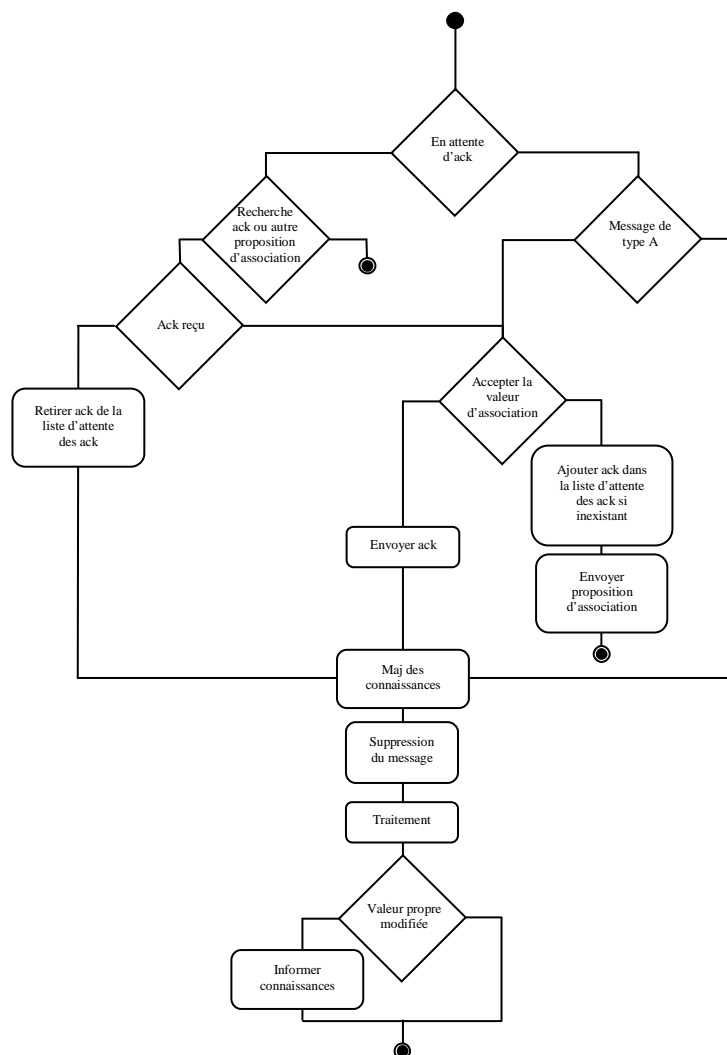 En attente
d'ack
Recherche
ack ou autre
proposition
d'association
Message de
type A
Ack reçu
Accepter la
valeur
d'association
Retirer ack de la
liste d'attente
des ack
Ajouter ack dans
la liste d'attente
des ack si
inexistant
Envoyer ack
Envoyer
proposition
d'association
Maj des
connaissances
Suppression
du message
Traitement
Valeur propre
modifiée
Informer
connaissances